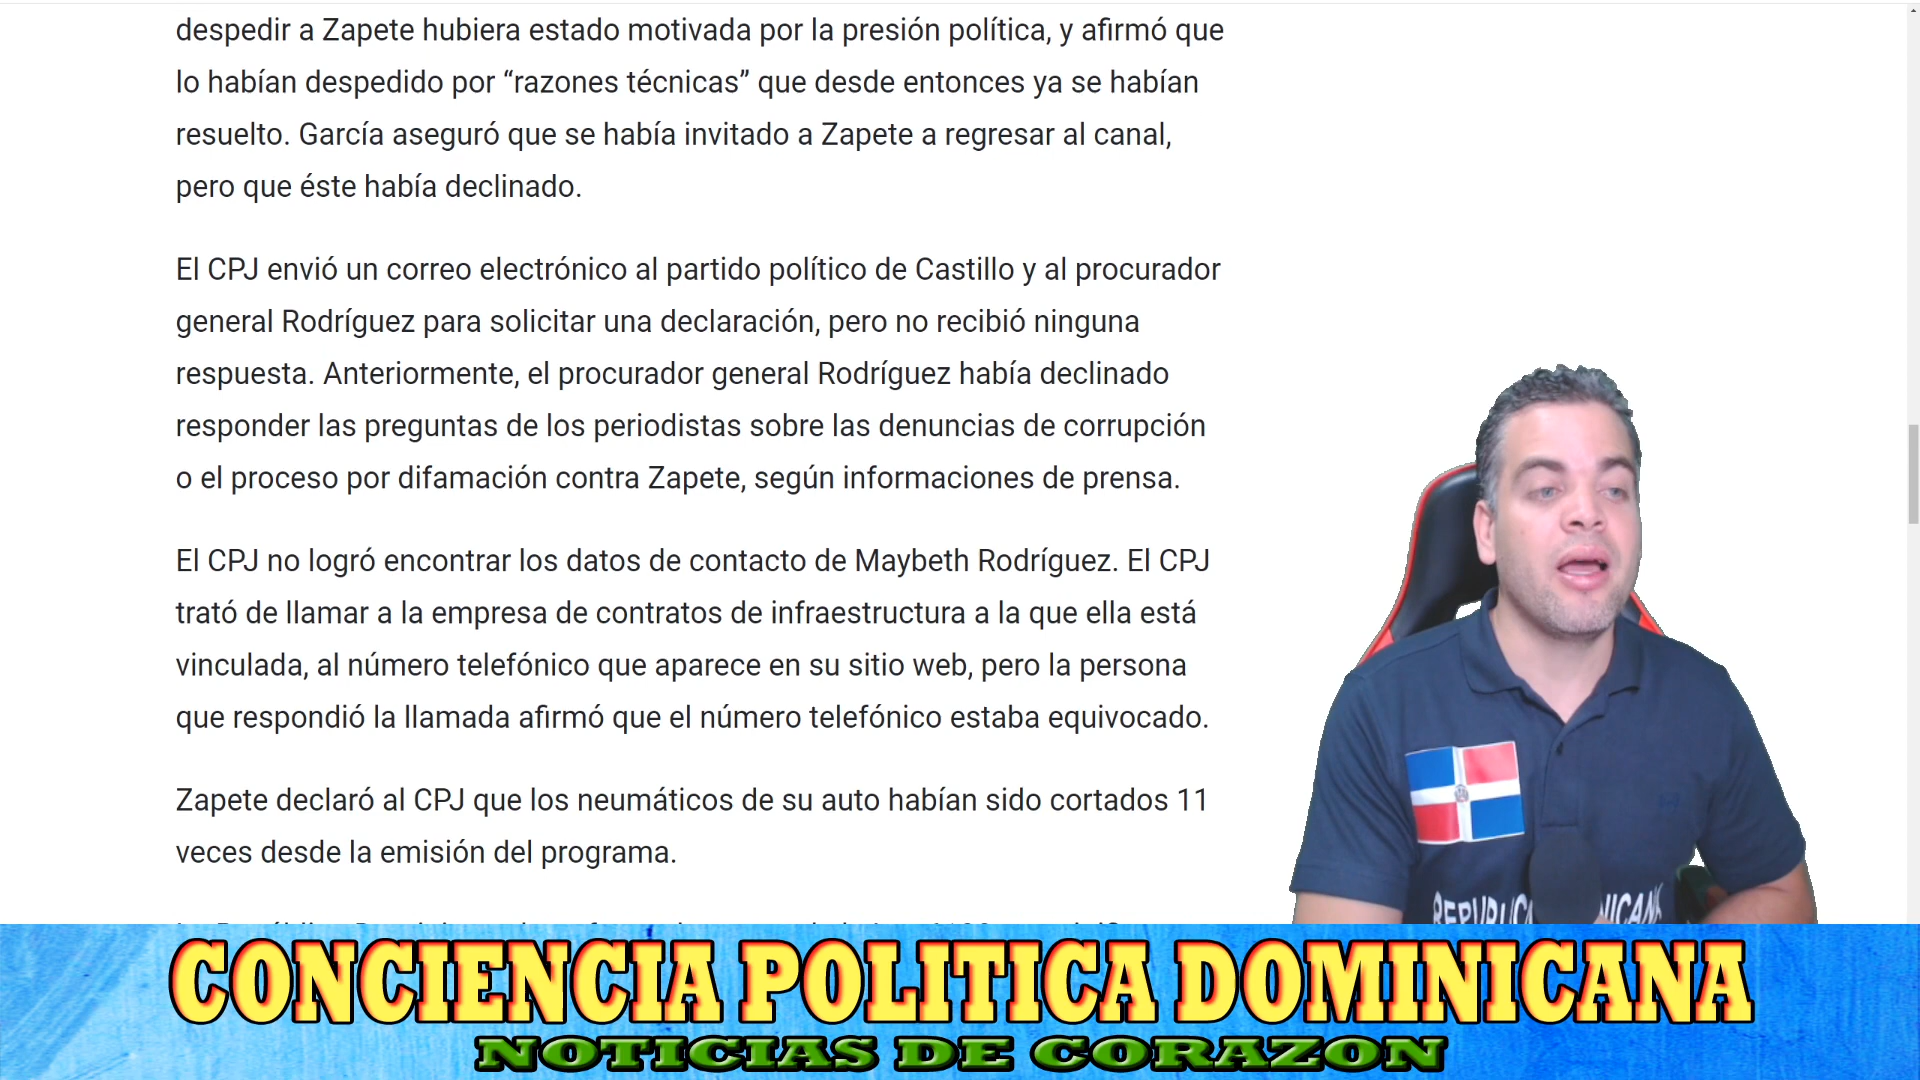 despedir a Zapete hubiera estado motivada por la presión política, y afirmó que
lo habían despedido por “razones técnicas” que desde entonces ya se habían
resuelto. García aseguró que se había invitado a Zapete a regresar al canal,
pero que éste había declinado.
El CPJ envió un correo electrónico al partido político de Castillo y al procurador
general Rodríguez para solicitar una declaración, pero no recibió ninguna
respuesta. Anteriormente, el procurador general Rodríguez había declinado
responder las preguntas de los periodistas sobre las denuncias de corrupción
o el proceso por difamación contra Zapete, según informaciones de prensa.
El CPJ no logró encontrar los datos de contacto de Maybeth Rodríguez. El CPJ
trató de llamar a la empresa de contratos de infraestructura a la que ella está
vinculada, al número telefónico que aparece en su sitio web, pero la persona
que respondió la llamada afirmó que el número telefónico estaba equivocado.
Zapete declaró al CPJ que los neumáticos de su auto habían sido cortados 11
veces desde la emisión del programa.
CONCIENCIA POLITICA DOMINICANA
NOTICIAS DE CORAZON